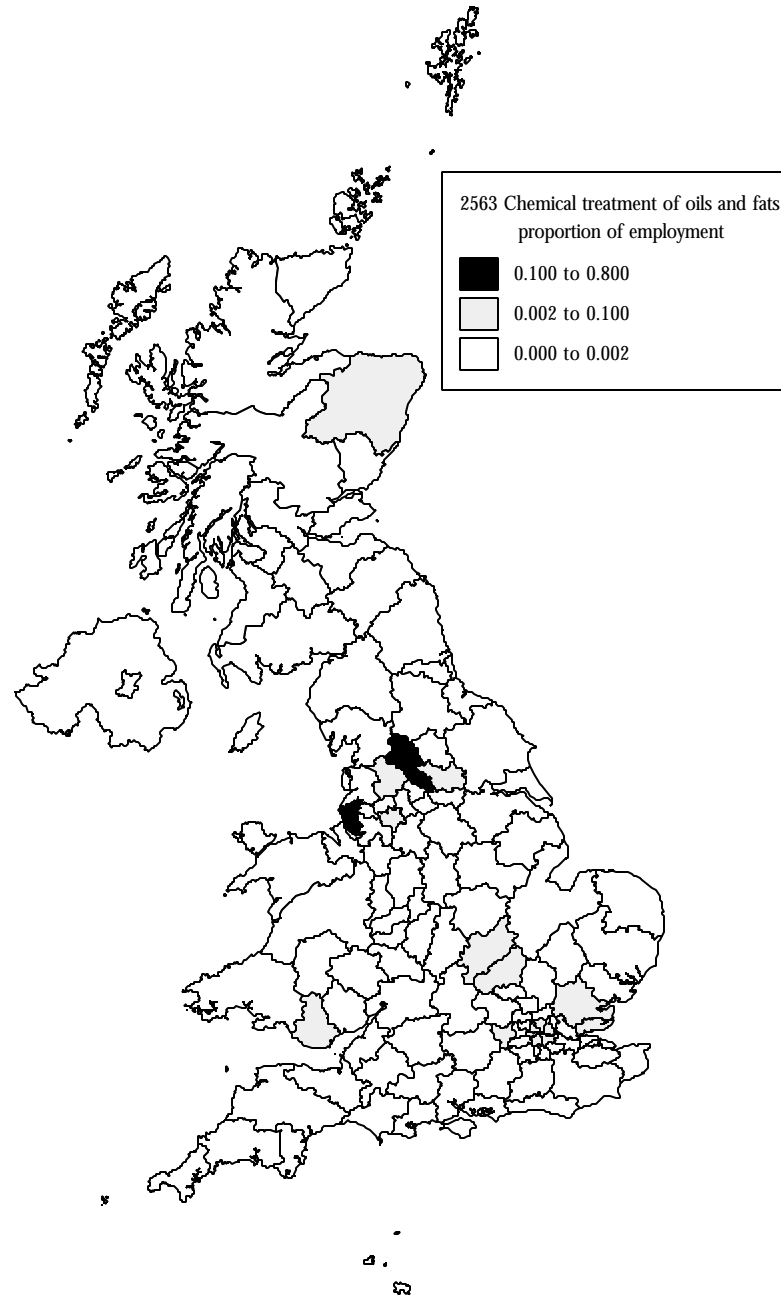 2563 Chemical treatment of oils and fats
proportion of employment
0.100 to 0.800
0.002 to 0.100
0.000 to 0.002